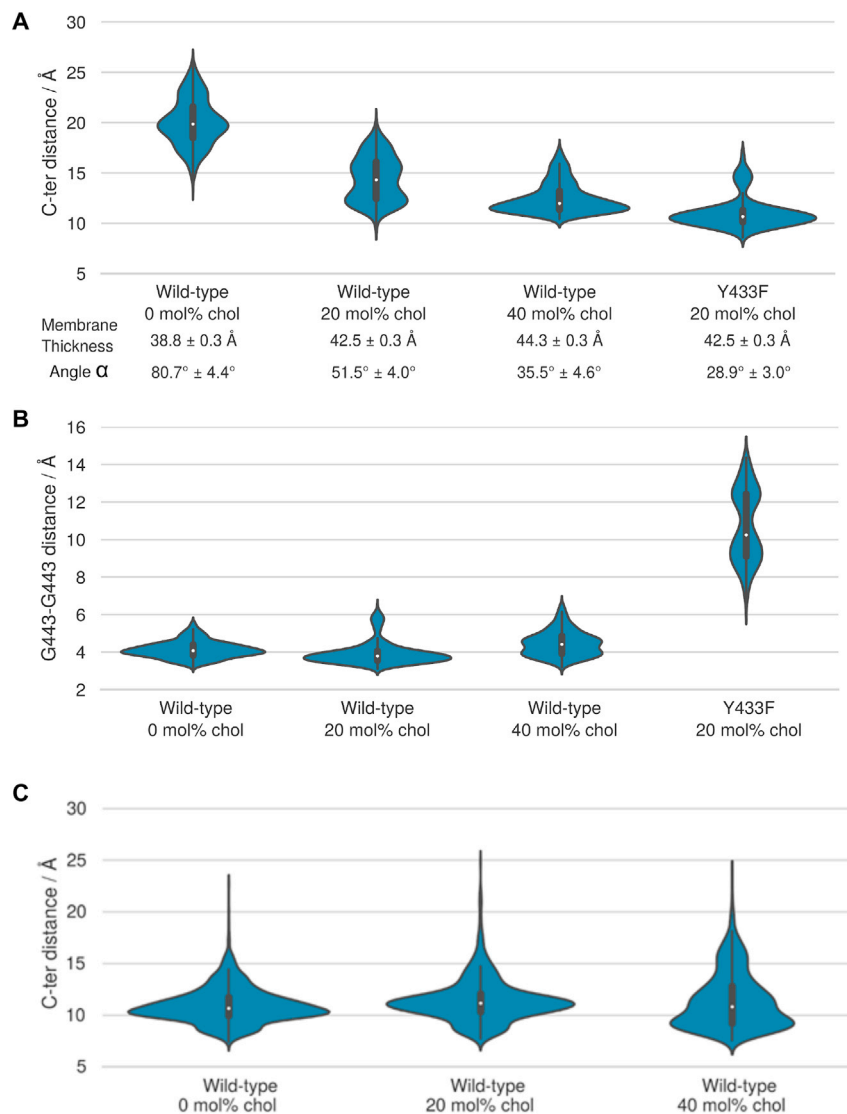 A
C-ter distance / Å
30
25
20
15
10
5
Wild-type Wild-type Wild-type Y433F
0 mol% chol 20 mol% chol 40 mol% chol 20 mol% chol
Membrane
Thickness
38.8 ± 0.3 Å 42.5 ± 0.3 Å 44.3 ± 0.3 Å 42.5 ± 0.3 Å
Angle α 80.7° ± 4.4° 51.5° ± 4.0° 35.5° ± 4.6° 28.9° ± 3.0°
B
G443-G443 distance / Å
16
14
12
10
8
6
4
2
Wild-type Wild-type Wild-type Y433F
0 mol% chol 20 mol% chol 40 mol% chol 20 mol% chol
C
C-ter distance / Å
30
25
20
15
10
5
Wild-type Wild-type Wild-type
0 mol% chol 20 mol% chol 40 mol% chol